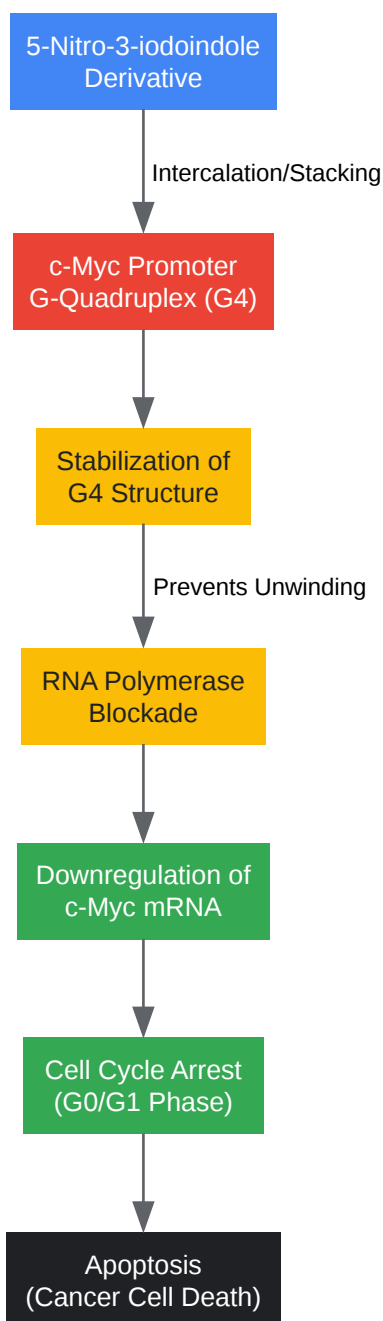 5-Nitro-3-iodoindole
Derivative
Intercalation/Stacking
c-Myc Promoter
G-Quadruplex (G4)
Stabilization of
G4 Structure
Prevents Unwinding
RNA Polymerase
Blockade
Downregulation of
c-Myc mRNA
Cell Cycle Arrest
(G0/G1 Phase)
Apoptosis
(Cancer Cell Death)